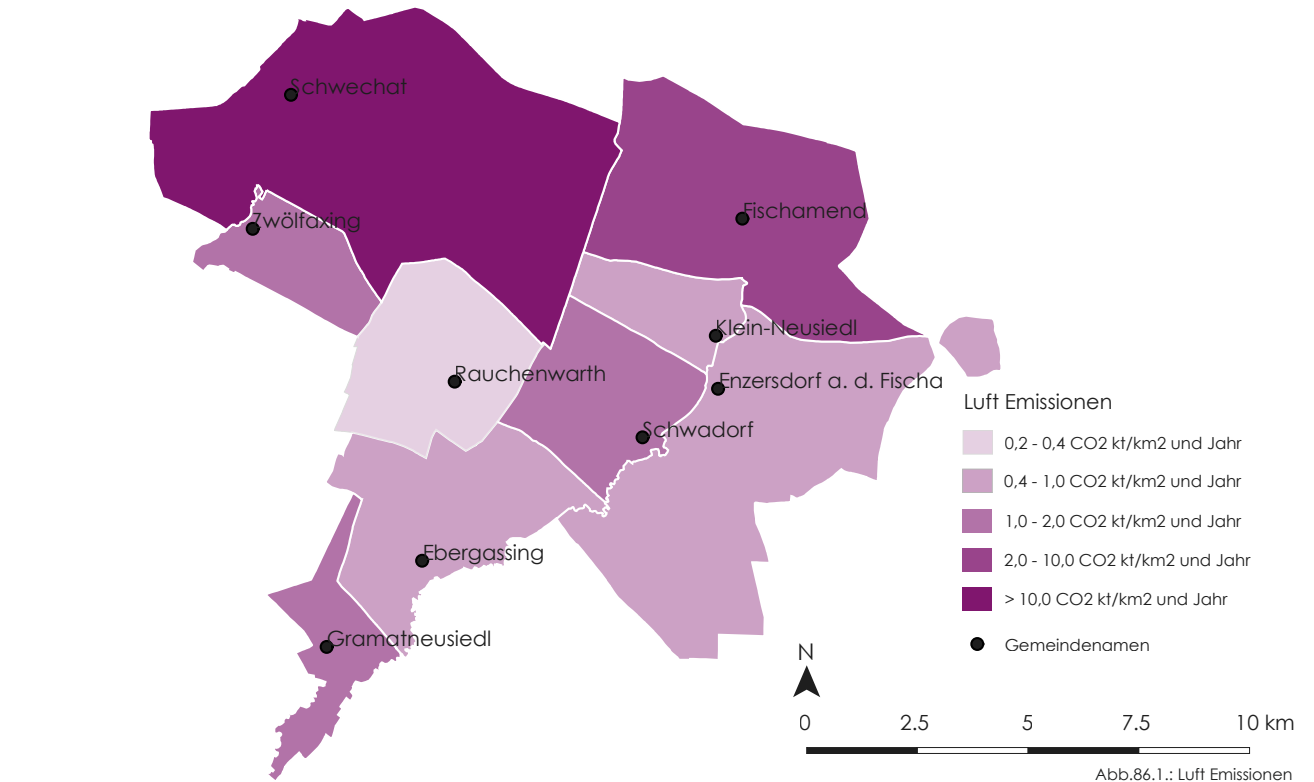 Schwechat
Zwölfaxing
Fischamend
Klein-Neusiedl
Rauchenwarth
Enzersdorf a. d. Fischa
Schwadorf
Ebergassing
Gramatneusiedl
Luft Emissionen
0,2 - 0,4 CO2 kt/km2 und Jahr
0,4 - 1,0 CO2 kt/km2 und Jahr
1,0 - 2,0 CO2 kt/km2 und Jahr
2,0 - 10,0 CO2 kt/km2 und Jahr
> 10,0 CO2 kt/km2 und Jahr
Gemeindenamen
N
0 2.5 5 7.5 10 km
Abb.86.1.: Luft Emissionen